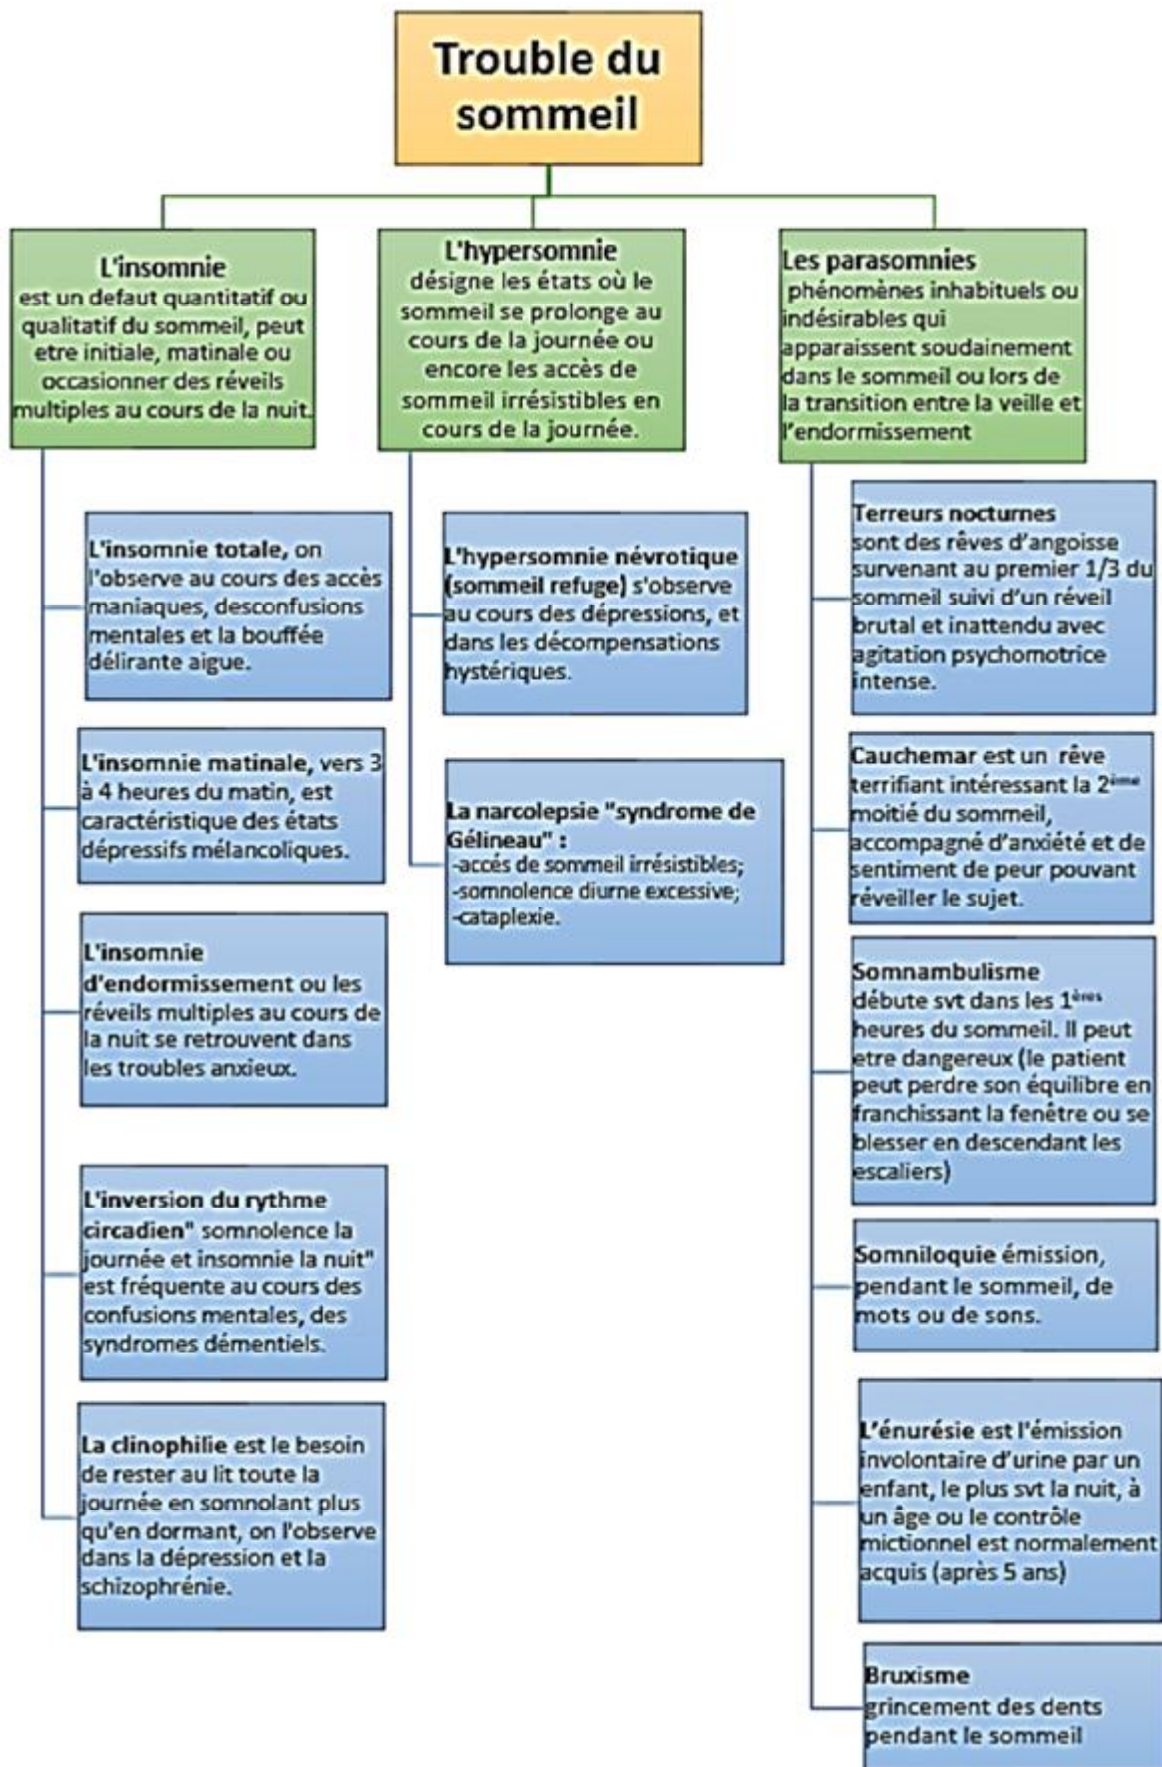 Trouble du
sommeil
L'insomnie
est un defaut quantitatif ou
qualitatif du sommeil, peut
etre initiale, matinale ou
occasionner des réveils
multiples au cours de la nuit.
L'insomnie totale, on
l'observe au cours des accès
maniaques, desconfusions
mentales et la bouffée
délirante aigue.
L'insomnie matinale, vers 3
à 4 heures du matin, est
caractéristique des états
dépressifs mélancoliques.
L'insomnie
d'endormissement ou les
réveils multiples au cours de
la nuit se retrouvent dans
les troubles anxieux.
L'inversion du rythme
circadien" somnolence la
journée et insomnie la nuit"
est fréquente au cours des
confusions mentales, des
syndromes démentiels.
La clinophilie est le besoin
de rester au lit toute la
journée en somnolant plus
qu'en dormant, on l'observe
dans la dépression et la
schizophrénie.
L'hypersomnie
désigne les états où le
sommeil se prolonge au
cours de la journée ou
encore les accès de
sommeil irrésistibles en
cours de la journée.
L'hypersomnie névrotique
(sommeil refuge) s'observe
au cours des dépressions, et
dans les décompensations
hystériques.
La narcolepsie "syndrome de
Gélineau" :
-accés de sommeil irrésistibles;
-somnolence diurne excessive;
-cataplexie.
Les parasomnies
phénomènes inhabituels ou
indésirables qui
apparaissent soudainement
dans le sommeil ou lors de
la transition entre la veille et
l’endormissement
Terreurs nocturnes
sont des rêves d’angoisse
survenant au premier 1/3 du
sommeil suivi d’un réveil
brutal et inattendu avec
agitation psychomotrice
intense.
Cauchemar est un rêve
terrifiant intéressant la 2ème
moitié du sommeil,
accompagné d’anxiété et de
sentiment de peur pouvant
réveiller le sujet.
Somnambulisme
débute svt dans les 1ères
heures du sommeil. Il peut
etre dangereux (le patient
peut perdre son équilibre en
franchissant la fenêtre ou se
blesser en descendant les
escaliers)
Somniloquie émission,
pendant le sommeil, de
mots ou de sons.
L’énurésie est l'émission
involontaire d’urine par un
enfant, le plus svt la nuit, à
un âge ou le contrôle
mictionnel est normalement
acquis (après 5 ans)
Bruxisme
grincement des dents
pendant le sommeil